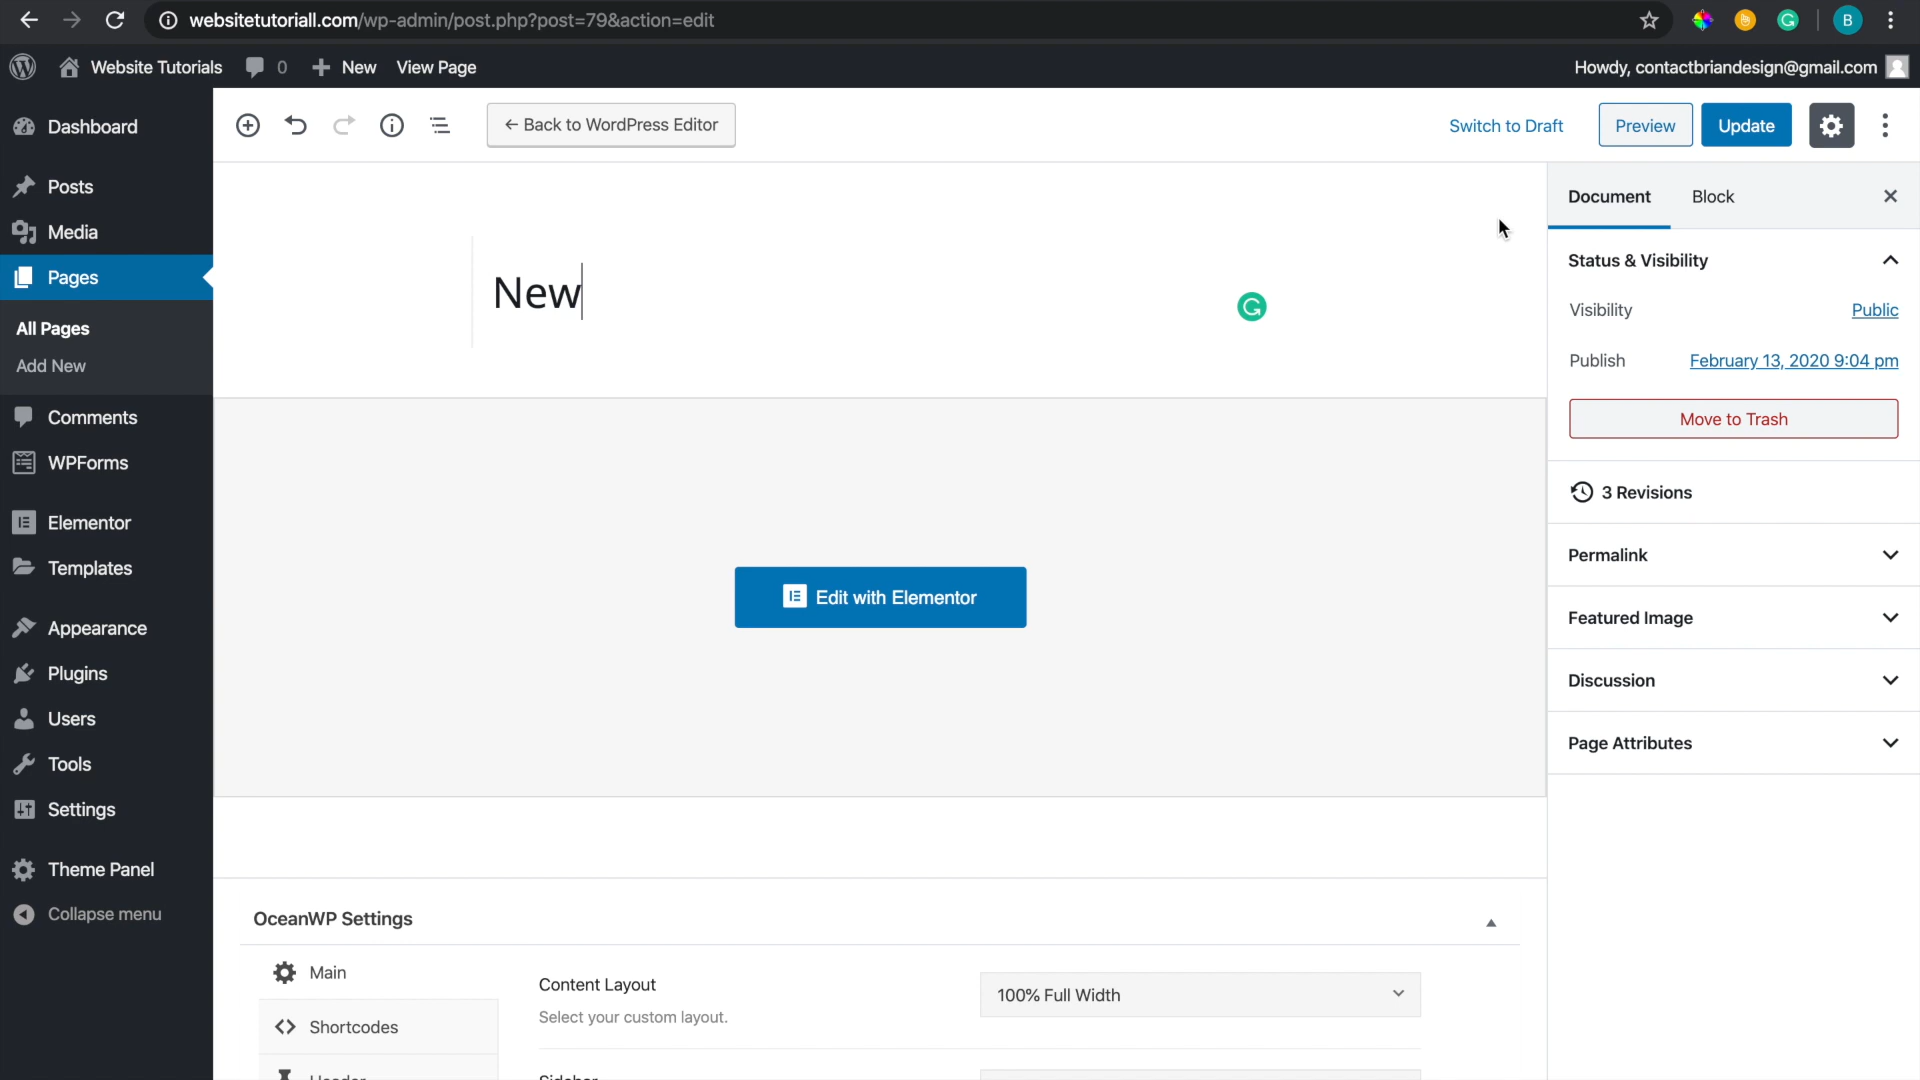 websitetutoriall.com/wp-admin/post.php?post=79&action=edit
B
Website Tutorials
0
New
View Page
Howdy, contactbriandesign@gmail.com
Dashboard
Posts
Media
Pages
All Pages
Add New
Comments
WPForms
Elementor
Templates
Appearance
Plugins
Users
Tools
Settings
Theme Panel
Collapse menu
← Back to WordPress Editor
Switch to Draft
Preview
Update
New
Edit with Elementor
OceanWP Settings
Main
Shortcodes
Content Layout
Select your custom layout.
100% Full Width
Document
Block
Status & Visibility
Visibility
Public
Publish
February 13, 2020 9:04 pm
Move to Trash
3 Revisions
Permalink
Featured Image
Discussion
Page Attributes